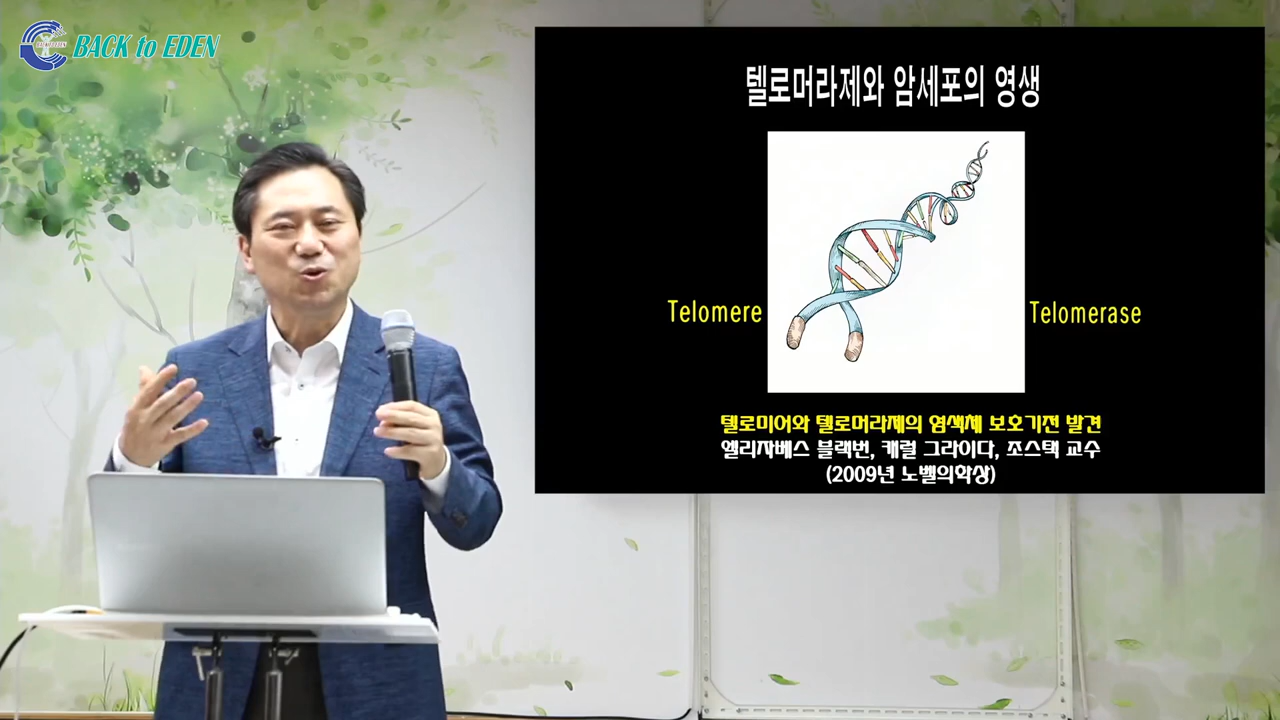 BACK to EDEN
텔로머라제와 암세포의 영생
Telomere
Telomerase
텔로미어와 텔로머라제의 염색체 보호기전 발견
엘리자베스 블랙번, 캐럴 그라이다, 조스택 교수
(2009년 노벨의학상)